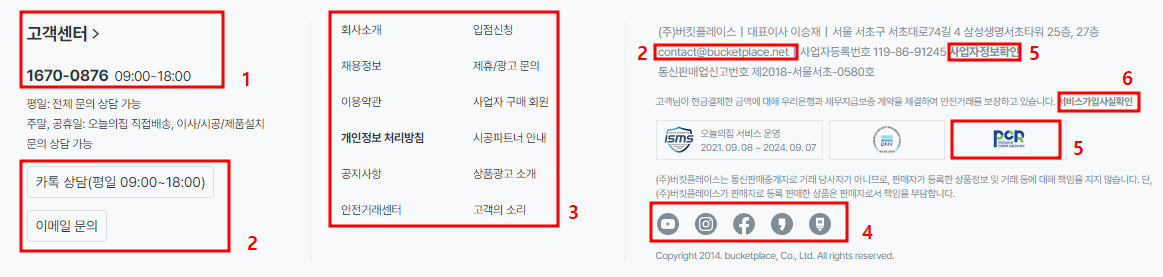 고객센터 >
1670-0876 09:00~18:00
1
평일: 전체 문의 상담 가능
주말, 공휴일: 오늘의집 직접배송, 이사/시공/제품설치
문의 상담 가능
카톡 상담(평일 09:00~18:00)
이메일 문의
2
회사소개 입점신청
채용정보 제휴/광고 문의
이용약관 사업자 구매 회원
개인정보 처리방침 시공파트너 안내
공지사항 상품광고 소개
안전거래센터 고객의 소리
3
(주)버킷플레이스 | 대표이사 이승재 | 서울 서초구 서초대로74길 4 삼성생명서초타워 25층, 27층
2 contact@bucketplace.net | 사업자등록번호 119-86-91245 사업자정보확인 5
통신판매업신고번호 제2018-서울서초-0580호
6
고객님이 현금결제한 금액에 대해 우리은행과 채무지급보증 계약을 체결하여 안전거래를 보장하고 있습니다. 서비스가입사실확인
ISMS
오늘의집 서비스 운영
2021. 09. 08 ~ 2024. 09. 07
DNV
PCR
5
(주)버킷플레이스는 통신판매중개자로 거래 당사자가 아니므로, 판매자가 등록한 상품정보 및 거래 등에 대해 책임을 지지 않습니다. 단,
(주)버킷플레이스가 판매자로 등록 판매한 상품은 판매자로서 책임을 부담합니다.
4
Copyright 2014. bucketplace, Co., Ltd. All rights reserved.